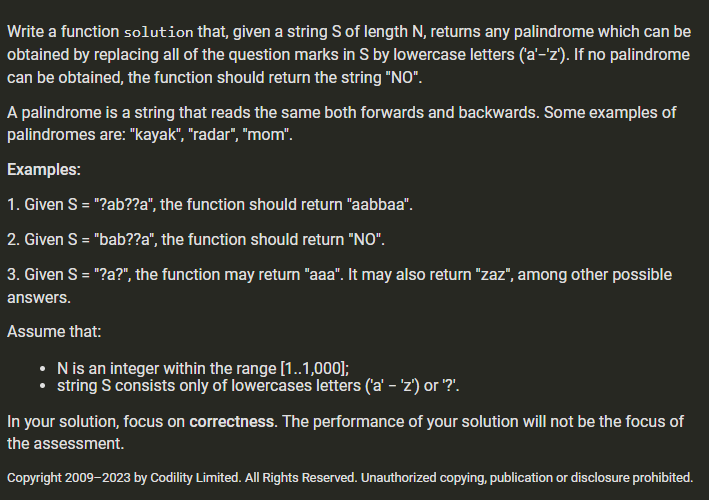 Write a function solution that, given a string S of length N, returns any palindrome which can be
obtained by replacing all of the question marks in S by lowercase letters ('a'−'z'). If no palindrome
can be obtained, the function should return the string "NO".
A palindrome is a string that reads the same both forwards and backwards. Some examples of
palindromes are: "kayak", "radar", "mom".
Examples:
1. Given S = "?ab??a", the function should return "aabbaa".
2. Given S = "bab??a", the function should return "NO".
3. Given S = "?a?", the function may return "aaa". It may also return "zaz", among other possible
answers.
Assume that:
• N is an integer within the range [1..1,000];
• string S consists only of lowercases letters ('a' − 'z') or '?'.
In your solution, focus on correctness. The performance of your solution will not be the focus of
the assessment.
Copyright 2009–2023 by Codility Limited. All Rights Reserved. Unauthorized copying, publication or disclosure prohibited.